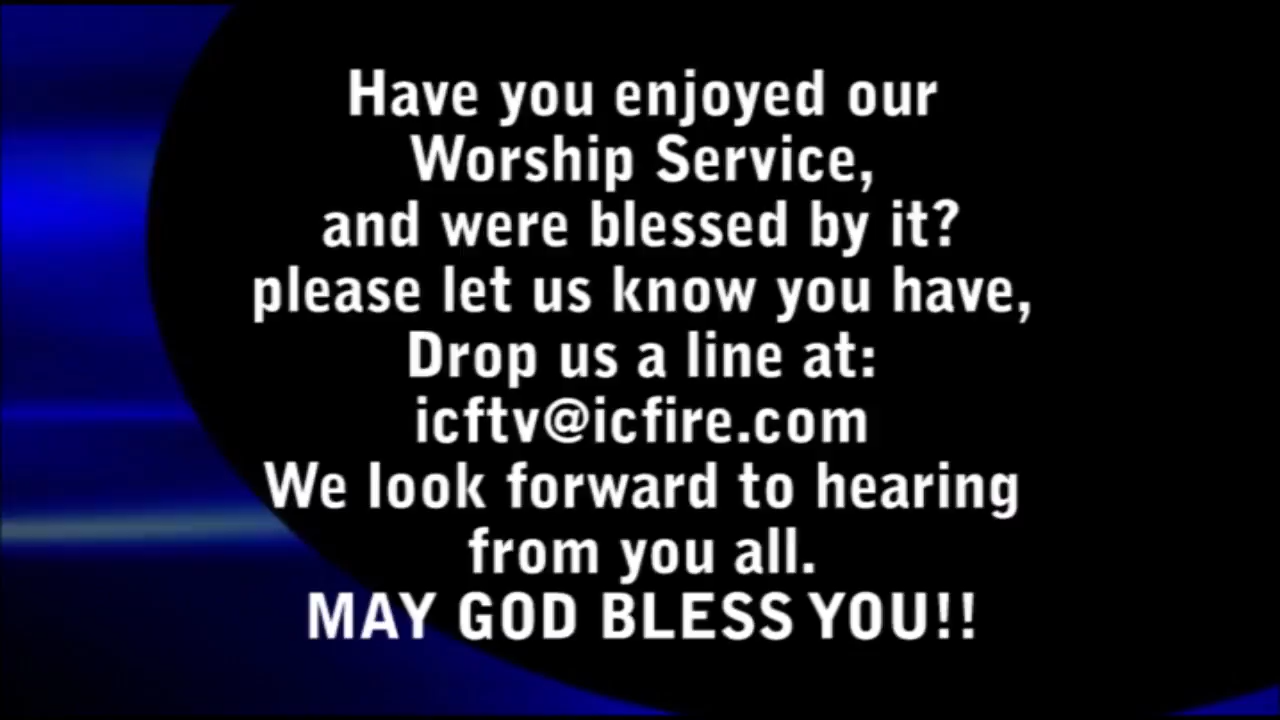 Have you enjoyed our
Worship Service,
and were blessed by it?
please let us know you have,
Drop us a line at:
icftv@icfire.com
We look forward to hearing
from you all.
MAY GOD BLESS YOU!!